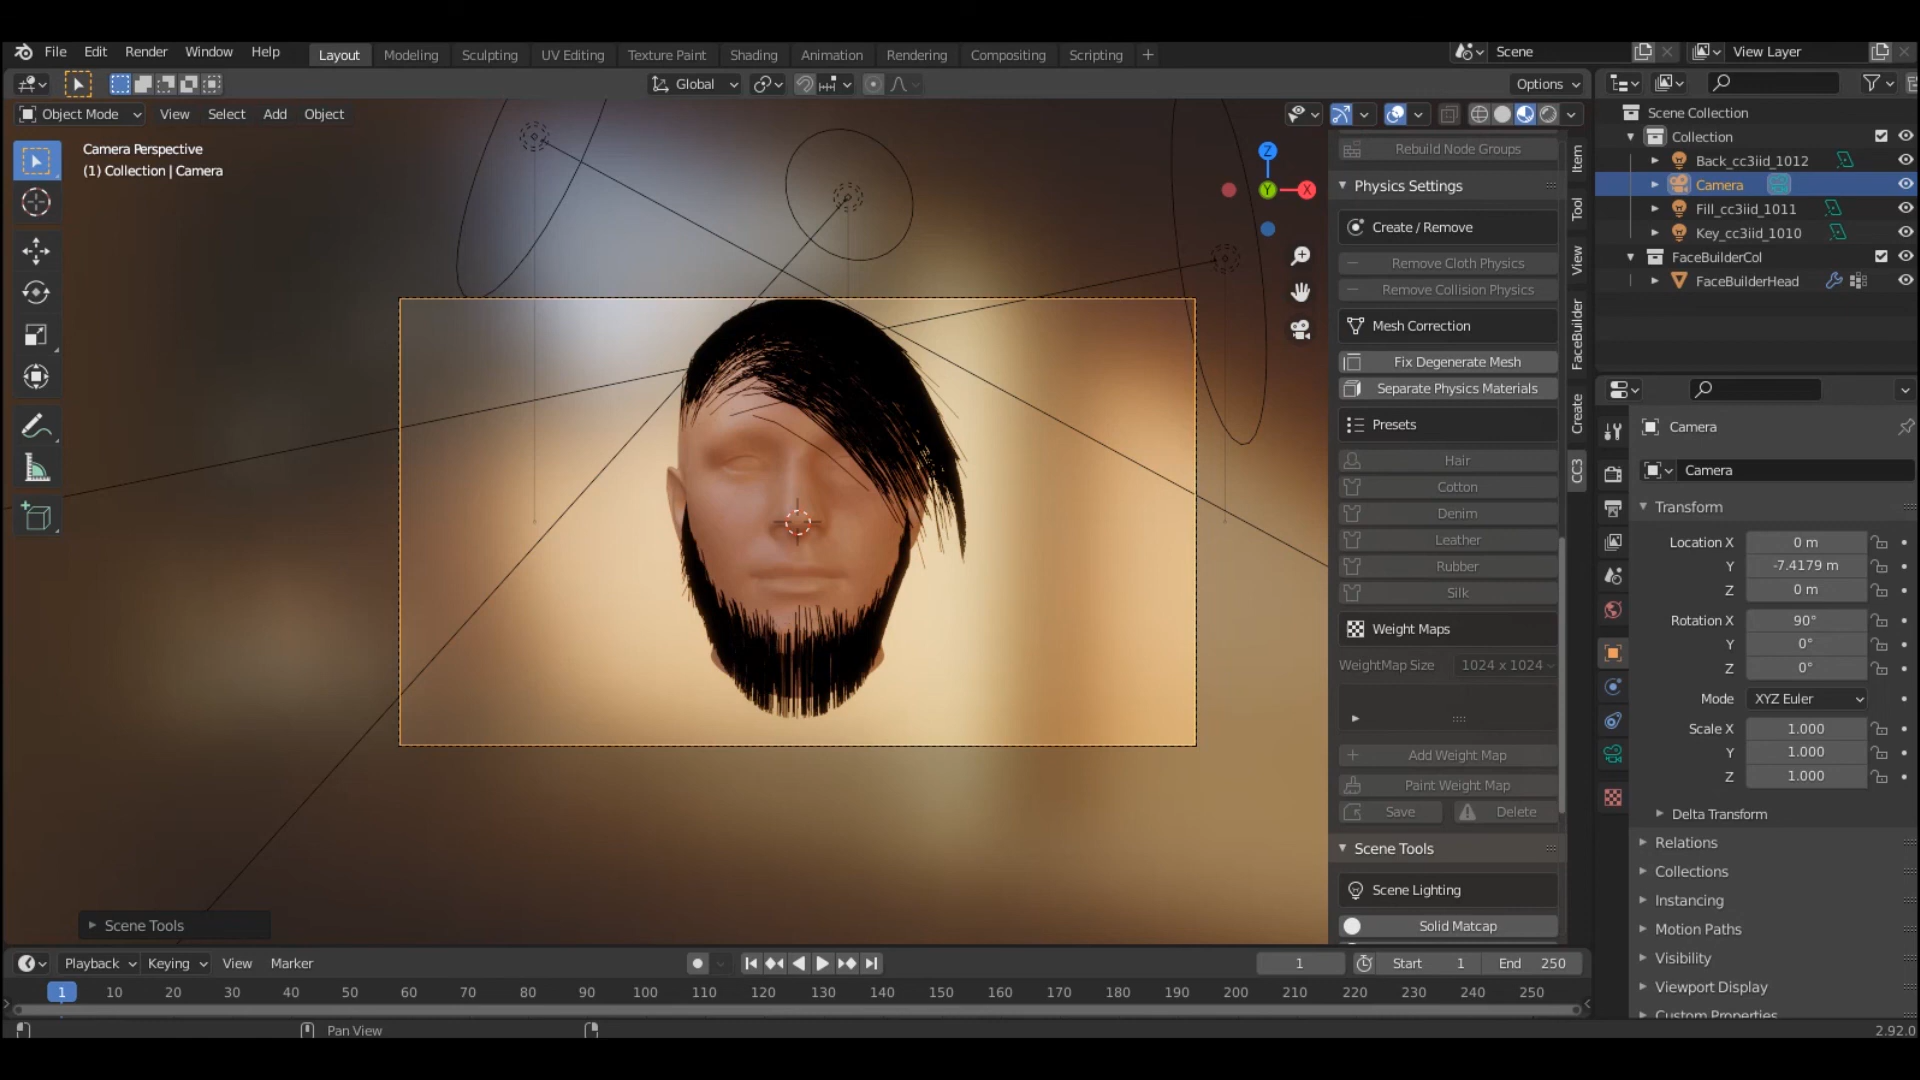 File Edit Render Window Help Layout Modeling Sculpting UV Editing Texture Paint Shading Animation Rendering Compositing Scripting + Scene View Layer
Global Options
Object Mode View Select Add Object
Camera Perspective
(1) Collection | Camera
Z
Y
X
Rebuild Node Groups
Physics Settings
Create / Remove
Remove Cloth Physics
Remove Collision Physics
Mesh Correction
Fix Degenerate Mesh
Separate Physics Materials
Presets
Hair
Cotton
Denim
Leather
Rubber
Silk
Weight Maps
WeightMap Size 1024 x 1024
Add Weight Map
Paint Weight Map
Save Delete
Scene Tools
Scene Lighting
Solid Matcap
Item
Tool
View
FaceBuilder
Create
CC3
Scene Collection
Collection
Back_cc3iid_1012
Camera
Fill_cc3iid_1011
Key_cc3iid_1010
FaceBuilderCol
FaceBuilderHead
Camera
Camera
Transform
Location X 0 m
Y -7.4179 m
Z 0 m
Rotation X 90°
Y 0°
Z 0°
Mode XYZ Euler
Scale X 1.000
Y 1.000
Z 1.000
Delta Transform
Relations
Collections
Instancing
Motion Paths
Visibility
Viewport Display
Custom Properties
Scene Tools
Playback Keying View Marker 1 Start 1 End 250
1 10 20 30 40 50 60 70 80 90 100 110 120 130 140 150 160 170 180 190 200 210 220 230 240 250
Pan View 2.92.0